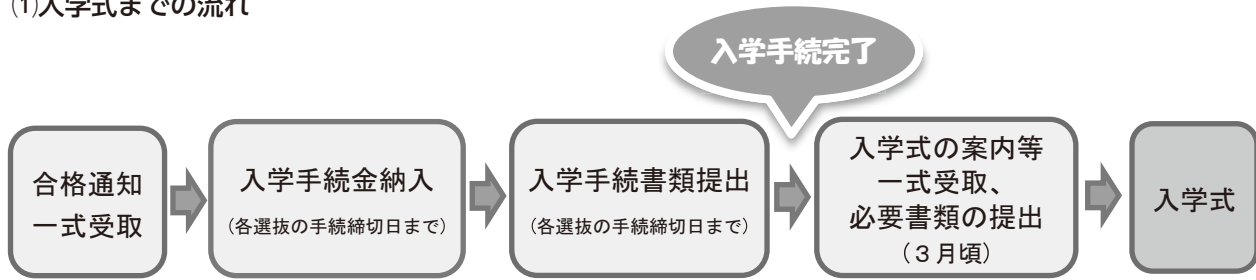 ⑴入学式までの流れ
入学手続完了
合格通知
一式受取
入学手続金納入
(各選抜の手続締切日まで)
入学手続書類提出
(各選抜の手続締切日まで)
入学式の案内等
一式受取、
必要書類の提出
(3月頃)
入学式